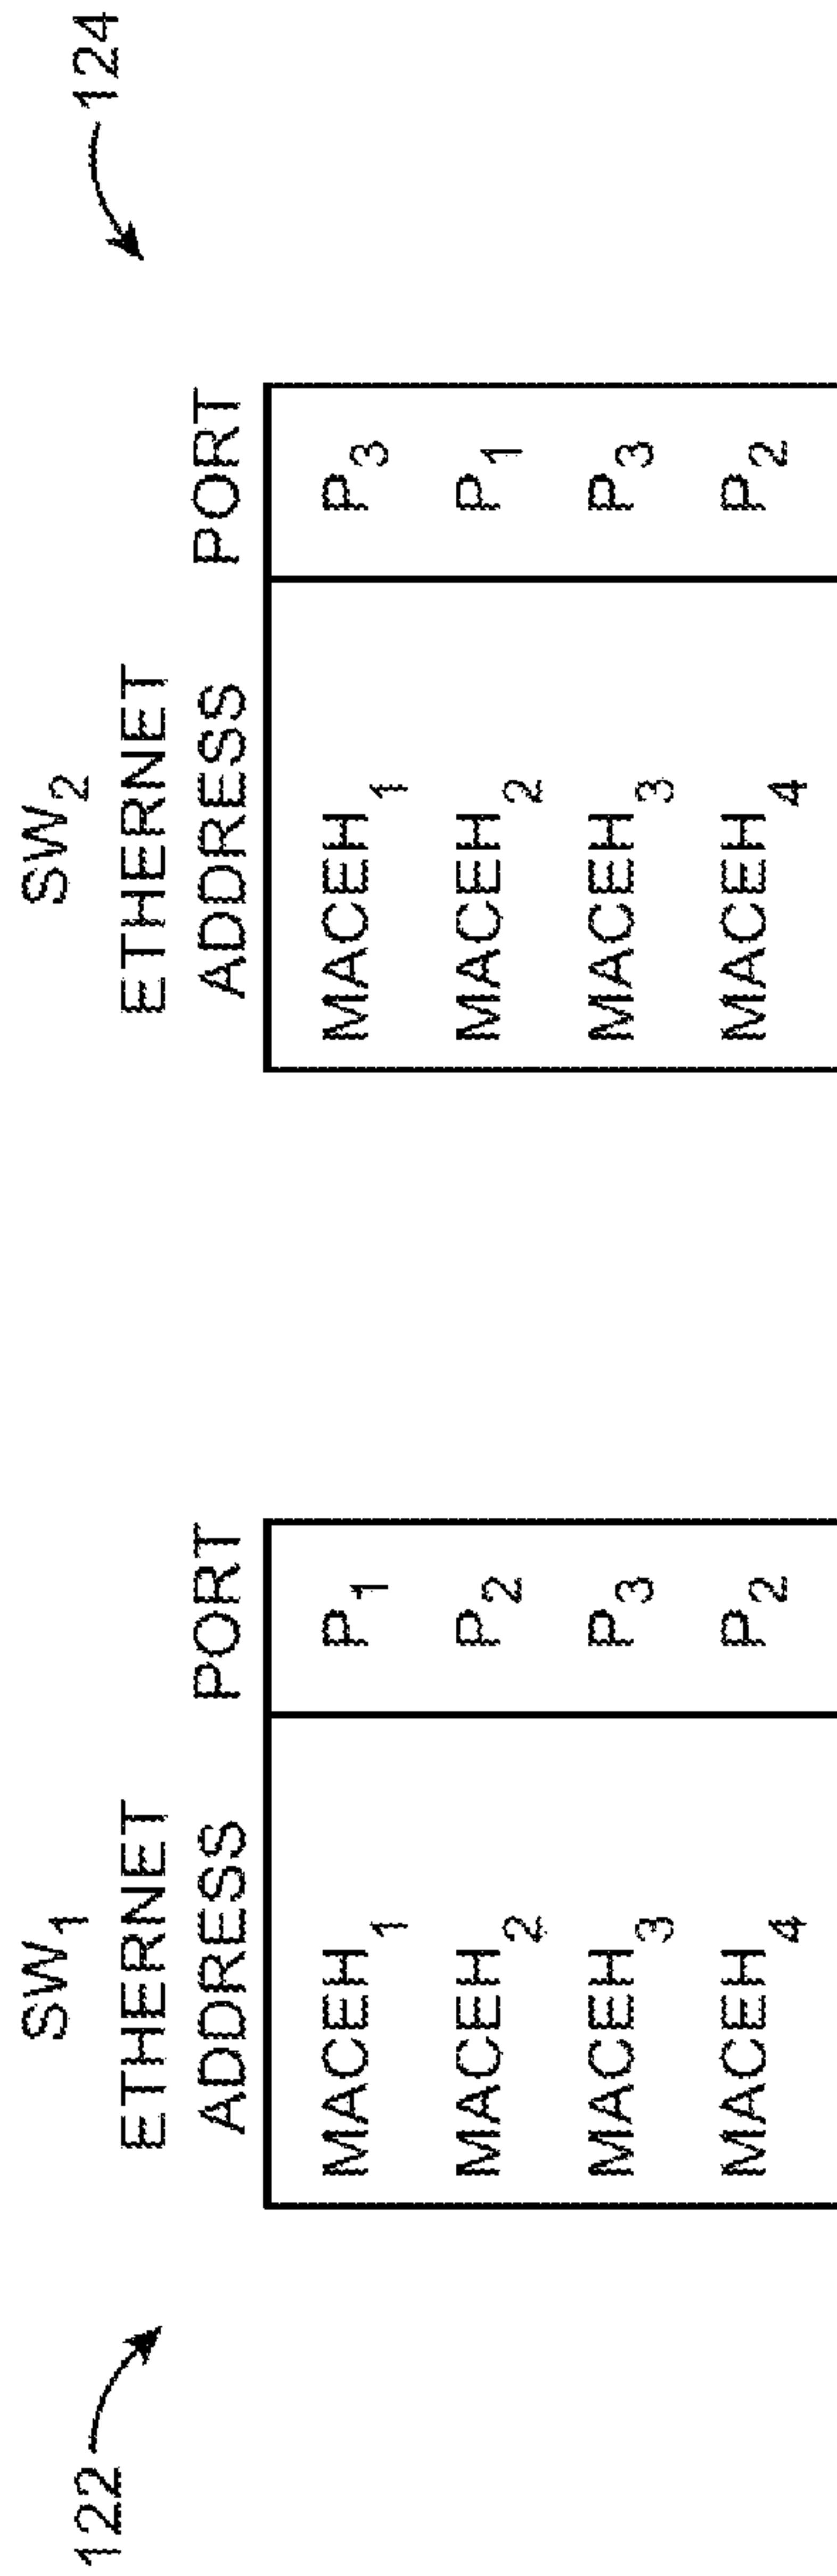 122
SW₁
ETHERNET
ADDRESS PORT
MACEH₁ P₁
MACEH₂ P₂
MACEH₃ P₃
MACEH₄ P₂
124
SW₂
ETHERNET
ADDRESS PORT
MACEH₁ P₃
MACEH₂ P₁
MACEH₃ P₃
MACEH₄ P₂